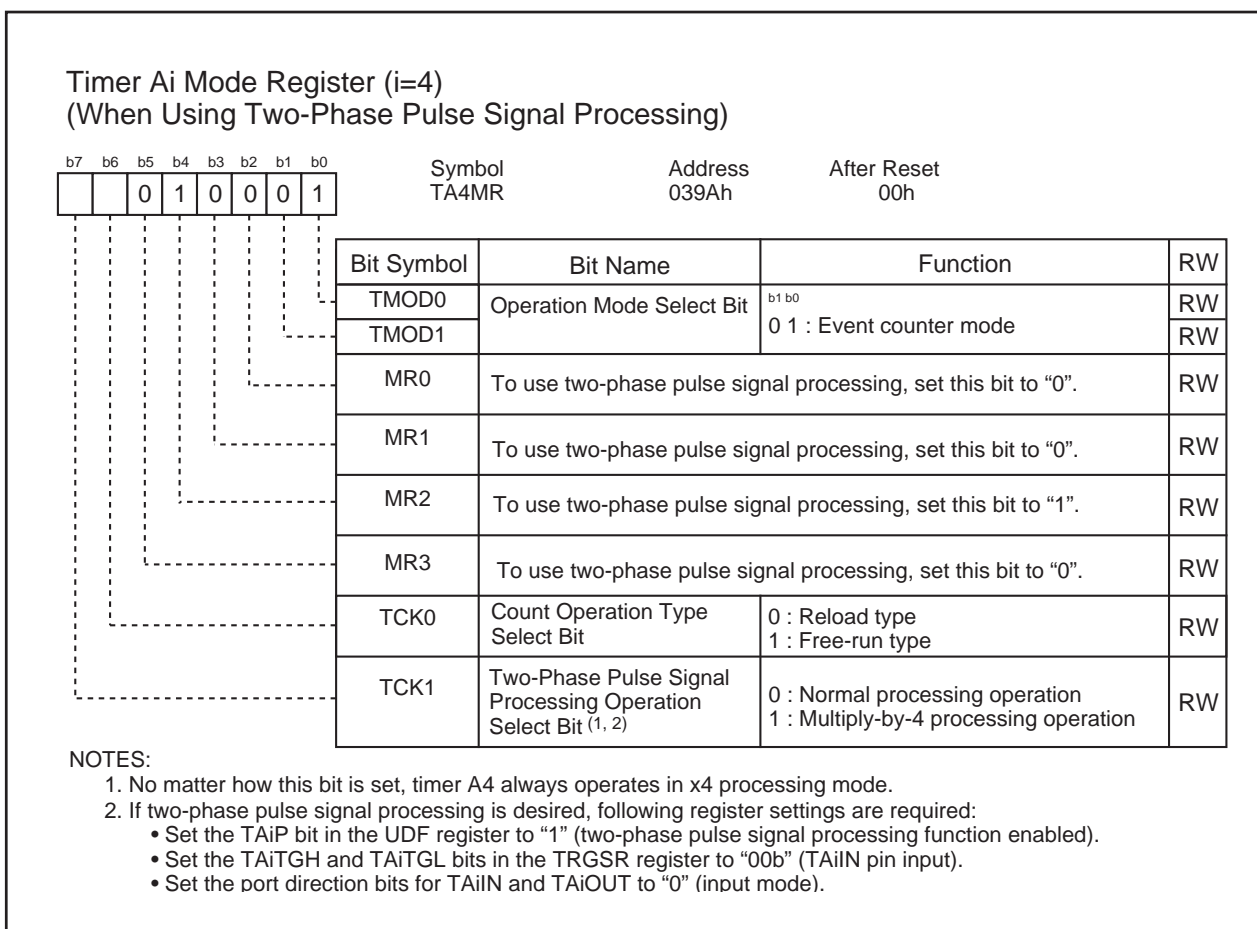 Timer Ai Mode Register (i=4)
(When Using Two-Phase Pulse Signal Processing)
b7 b6 b5 b4 b3 b2 b1 b0
0 1 0 0 0 1
Symbol Address After Reset
TA4MR 039Ah 00h
Bit Symbol Bit Name Function RW
TMOD0 Operation Mode Select Bit b1 b0 RW
TMOD1 0 1 : Event counter mode RW
MR0 To use two-phase pulse signal processing, set this bit to “0”. RW
MR1 To use two-phase pulse signal processing, set this bit to “0”. RW
MR2 To use two-phase pulse signal processing, set this bit to “1”. RW
MR3 To use two-phase pulse signal processing, set this bit to “0”. RW
TCK0 Count Operation Type 0 : Reload type RW
Select Bit 1 : Free-run type
TCK1 Two-Phase Pulse Signal
Processing Operation 0 : Normal processing operation RW
Select Bit (1, 2) 1 : Multiply-by-4 processing operation
NOTES:
1. No matter how this bit is set, timer A4 always operates in x4 processing mode.
2. If two-phase pulse signal processing is desired, following register settings are required:
• Set the TAiP bit in the UDF register to “1” (two-phase pulse signal processing function enabled).
• Set the TAiTGH and TAiTGL bits in the TRGSR register to “00b” (TAiIN pin input).
• Set the port direction bits for TAiIN and TAiOUT to “0” (input mode).